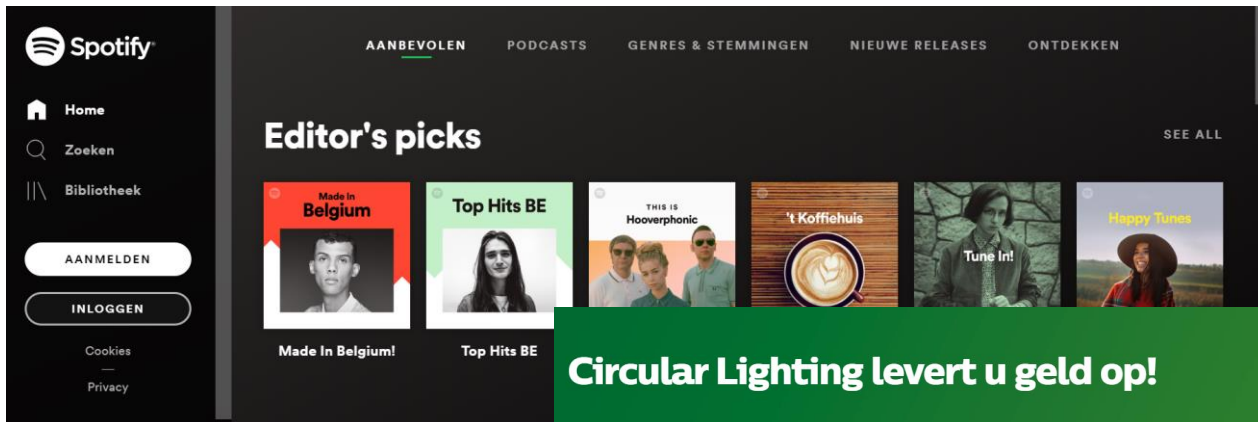 Spotify
Home
Zoeken
Bibliotheek
AANMELDEN
INLOGGEN
Cookies
Privacy
AANBEVOLEN PODCASTS GENRES & STEMMINGEN NIEUWE RELEASES ONTDEKKEN
Editor's picks
SEE ALL
Made In
Belgium
Top Hits BE
THIS IS
Hooverphonic
't Koffiehuis
Tune In!
Happy Tunes
Made In Belgium!
Top Hits BE
Circular Lighting levert u geld op!